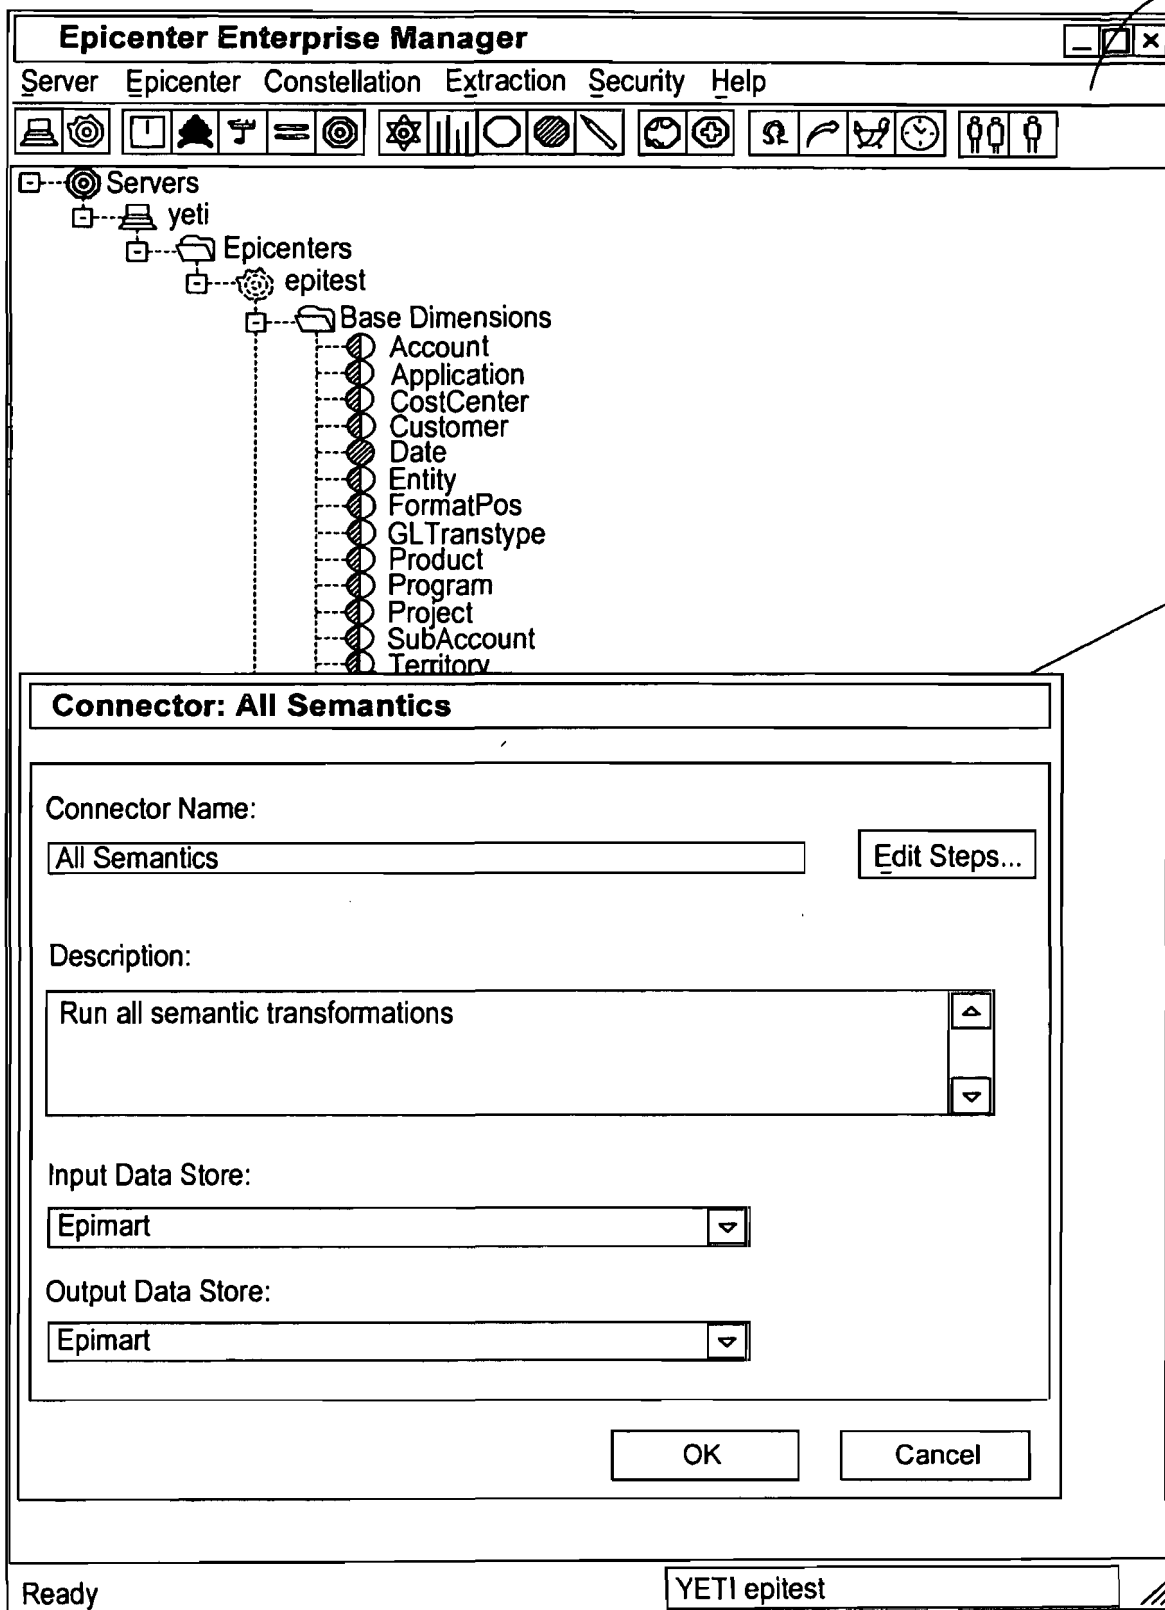 Epicenter Enterprise Manager
Server Epicenter Constellation Extraction Security Help
Servers
yeti
Epicenters
epitest
Base Dimensions
Account
Application
CostCenter
Customer
Date
Entity
FormatPos
GLTranstype
Product
Program
Project
SubAccount
Territory
Connector: All Semantics
Connector Name:
All Semantics
Edit Steps...
Description:
Run all semantic transformations
Input Data Store:
Epimart
Output Data Store:
Epimart
OK Cancel
Ready YETI epitest